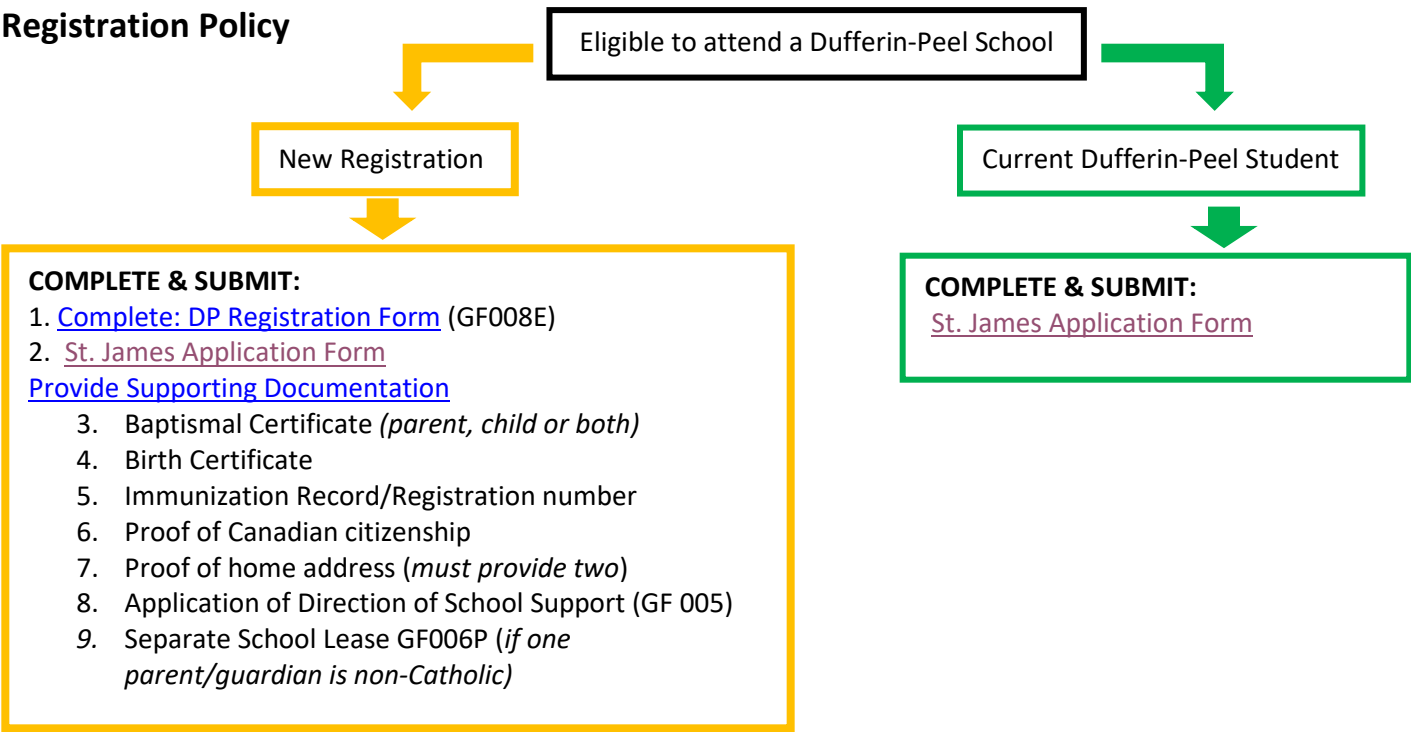 Registration Policy
Eligible to attend a Dufferin-Peel School
New Registration
Current Dufferin-Peel Student
COMPLETE & SUBMIT:
1. Complete: DP Registration Form (GF008E)
2. St. James Application Form
Provide Supporting Documentation
3. Baptismal Certificate (parent, child or both)
4. Birth Certificate
5. Immunization Record/Registration number
6. Proof of Canadian citizenship
7. Proof of home address (must provide two)
8. Application of Direction of School Support (GF 005)
9. Separate School Lease GF006P (if one
parent/guardian is non-Catholic)
COMPLETE & SUBMIT:
St. James Application Form